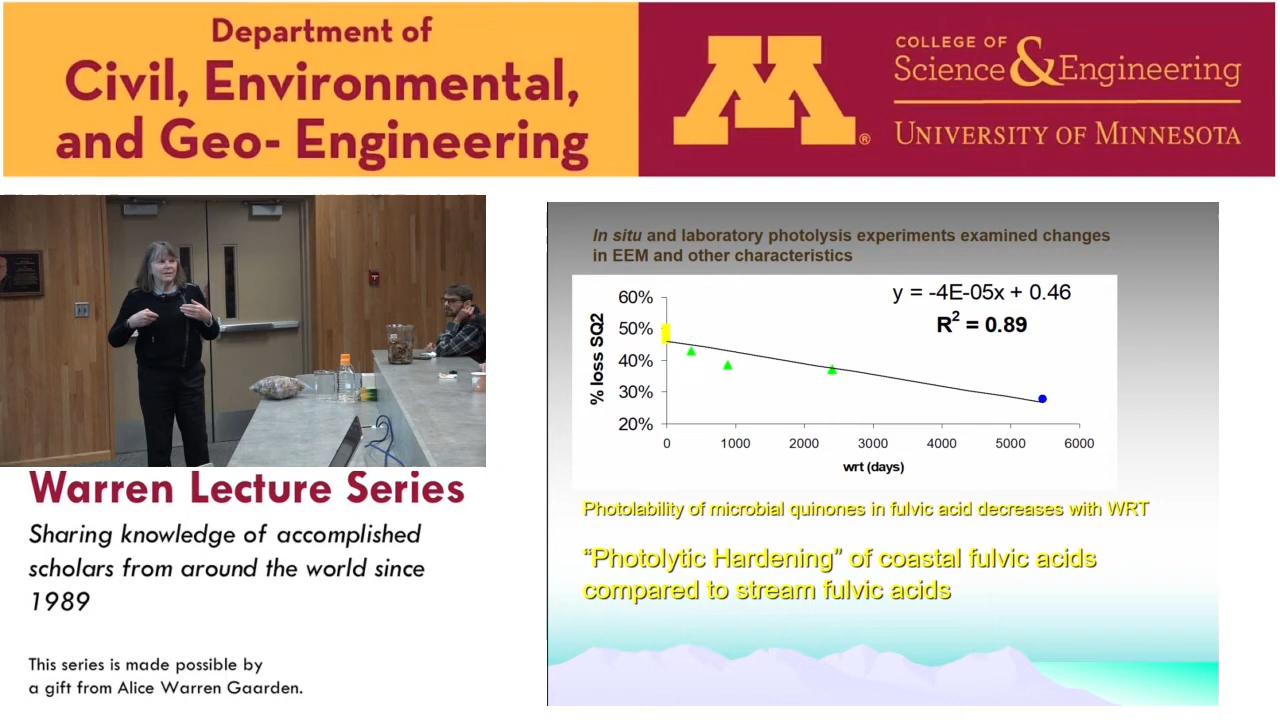 Department of
Civil, Environmental,
and Geo- Engineering
M®
COLLEGE OF
Science & Engineering
UNIVERSITY OF MINNESOTA
In situ and laboratory photolysis experiments examined changes
in EEM and other characteristics
y = -4E-05x + 0.46
R² = 0.89
% loss SQ2
60%
50%
40%
30%
20%
0 1000 2000 3000 4000 5000 6000
wrt (days)
Photolability of microbial quinones in fulvic acid decreases with WRT
“Photolytic Hardening” of coastal fulvic acids
compared to stream fulvic acids
Warren Lecture Series
Sharing knowledge of accomplished
scholars from around the world since
1989
This series is made possible by
a gift from Alice Warren Gaarden.